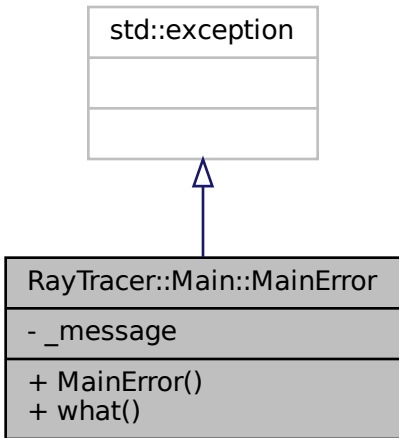 std::exception
RayTracer::Main::MainError
- _message
+ MainError()
+ what()